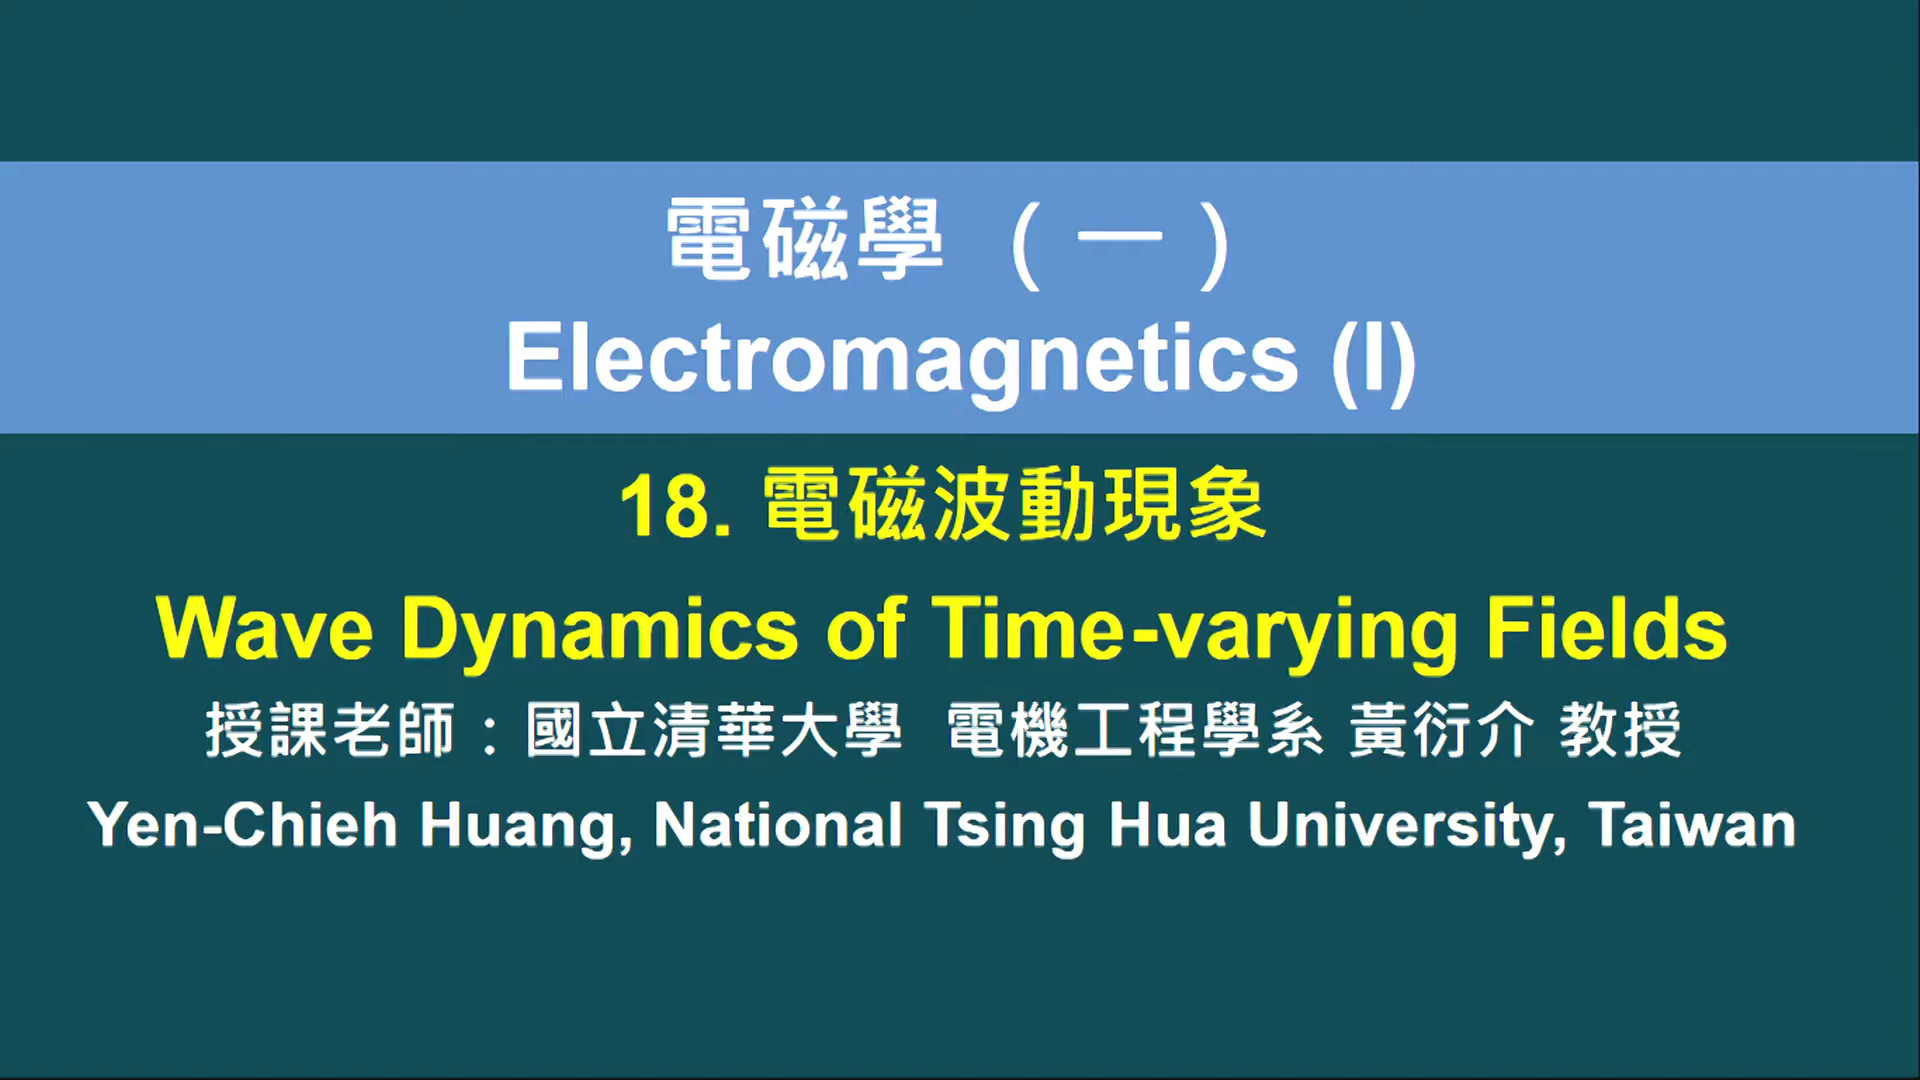 電磁學 (一)
Electromagnetics (I)
18. 電磁波動現象
Wave Dynamics of Time-varying Fields
授課老師：國立清華大學 電機工程學系 黃衍介 教授
Yen-Chieh Huang, National Tsing Hua University, Taiwan